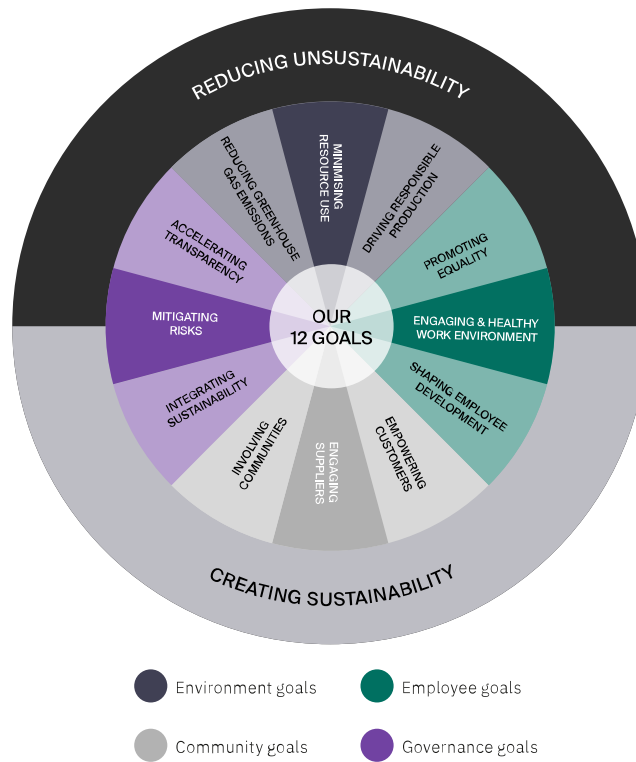 REDUCING UNSUSTAINABILITY
MINIMISING
RESOURCE USE
DRIVING RESPONSIBLE
PRODUCTION
PROMOTING
EQUALITY
ENGAGING & HEALTHY
WORK ENVIRONMENT
SHAPING EMPLOYEE
DEVELOPMENT
EMPOWERING
CUSTOMERS
ENGAGING
SUPPLIERS
INVOLVING
COMMUNITIES
INTEGRATING
SUSTAINABILITY
MITIGATING
RISKS
ACCELERATING
TRANSPARENCY
REDUCING GREENHOUSE
GAS EMISSIONS
OUR
12 GOALS
CREATING SUSTAINABILITY
Environment goals
Employee goals
Community goals
Governance goals